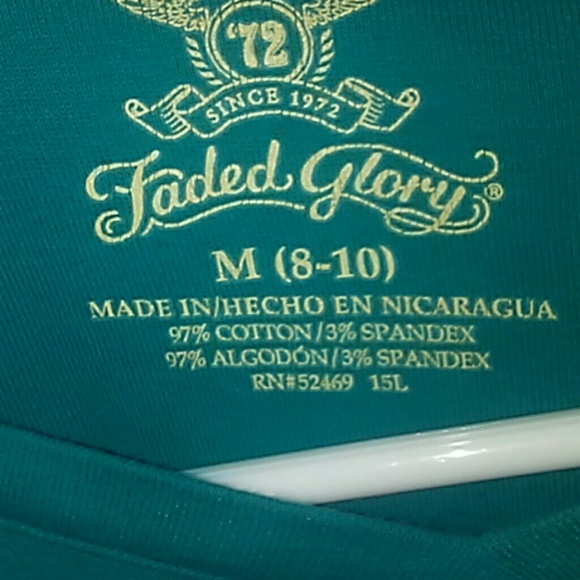 '72
SINCE 1972
Faded Glory®
M (8-10)
MADE IN/HECHO EN NICARAGUA
97% COTTON/3% SPANDEX
97% ALGODÓN/3% SPANDEX
RN#52469 15L